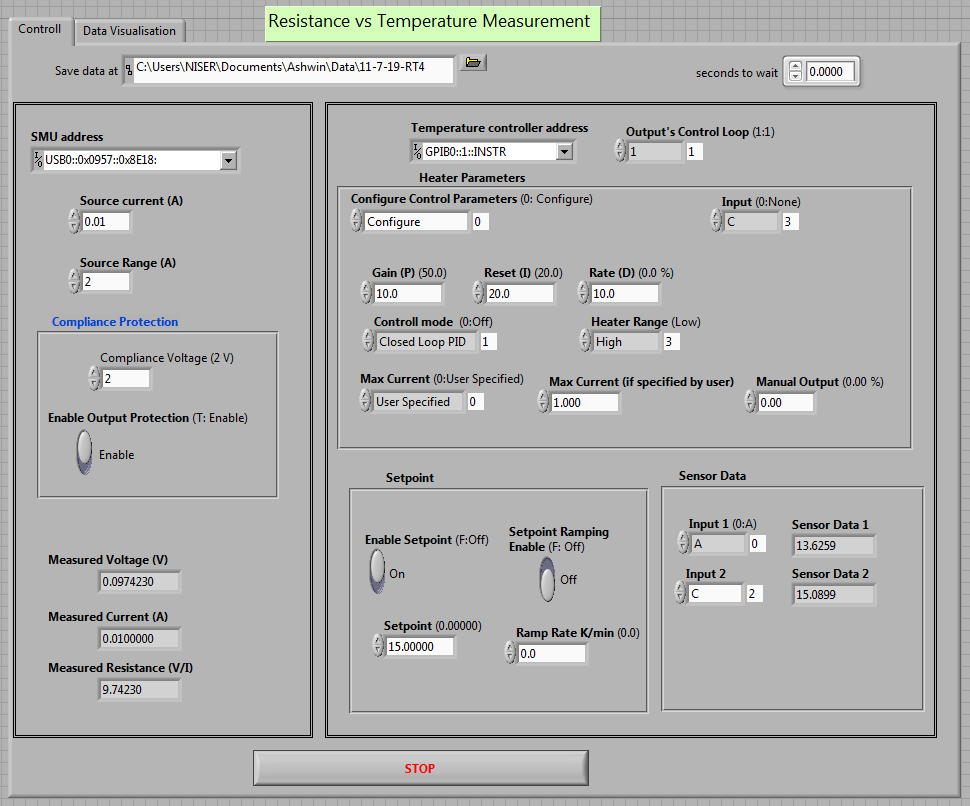 Resistance vs Temperature Measurement
Controll
Data Visualisation
Save data at
C:\Users\NISER\Documents\Ashwin\Data\11-7-19-RT4
seconds to wait
0.0000
SMU address
USB0::0x0957::0x8E18:
Source current (A)
0.01
Source Range (A)
2
Compliance Protection
Compliance Voltage (2 V)
2
Enable Output Protection (T: Enable)
Enable
Measured Voltage (V)
0.0974230
Measured Current (A)
0.0100000
Measured Resistance (V/I)
9.74230
Temperature controller address
GPIB0::1::INSTR
Output's Control Loop (1:1)
1 1
Heater Parameters
Configure Control Parameters (0: Configure)
Configure 0
Input (0:None)
C 3
Gain (P) (50.0)
10.0
Reset (I) (20.0)
20.0
Rate (D) (0.0 %)
10.0
Controll mode (0:Off)
Closed Loop PID 1
Heater Range (Low)
High 3
Max Current (0:User Specified)
User Specified 0
Max Current (if specified by user)
1.000
Manual Output (0.00 %)
0.00
Setpoint
Enable Setpoint (F:Off)
On
Setpoint Ramping
Enable (F: Off)
Off
Setpoint (0.00000)
15.00000
Ramp Rate K/min (0.0)
0.0
Sensor Data
Input 1 (0:A)
A 0
Sensor Data 1
13.6259
Input 2
C 2
Sensor Data 2
15.0899
STOP